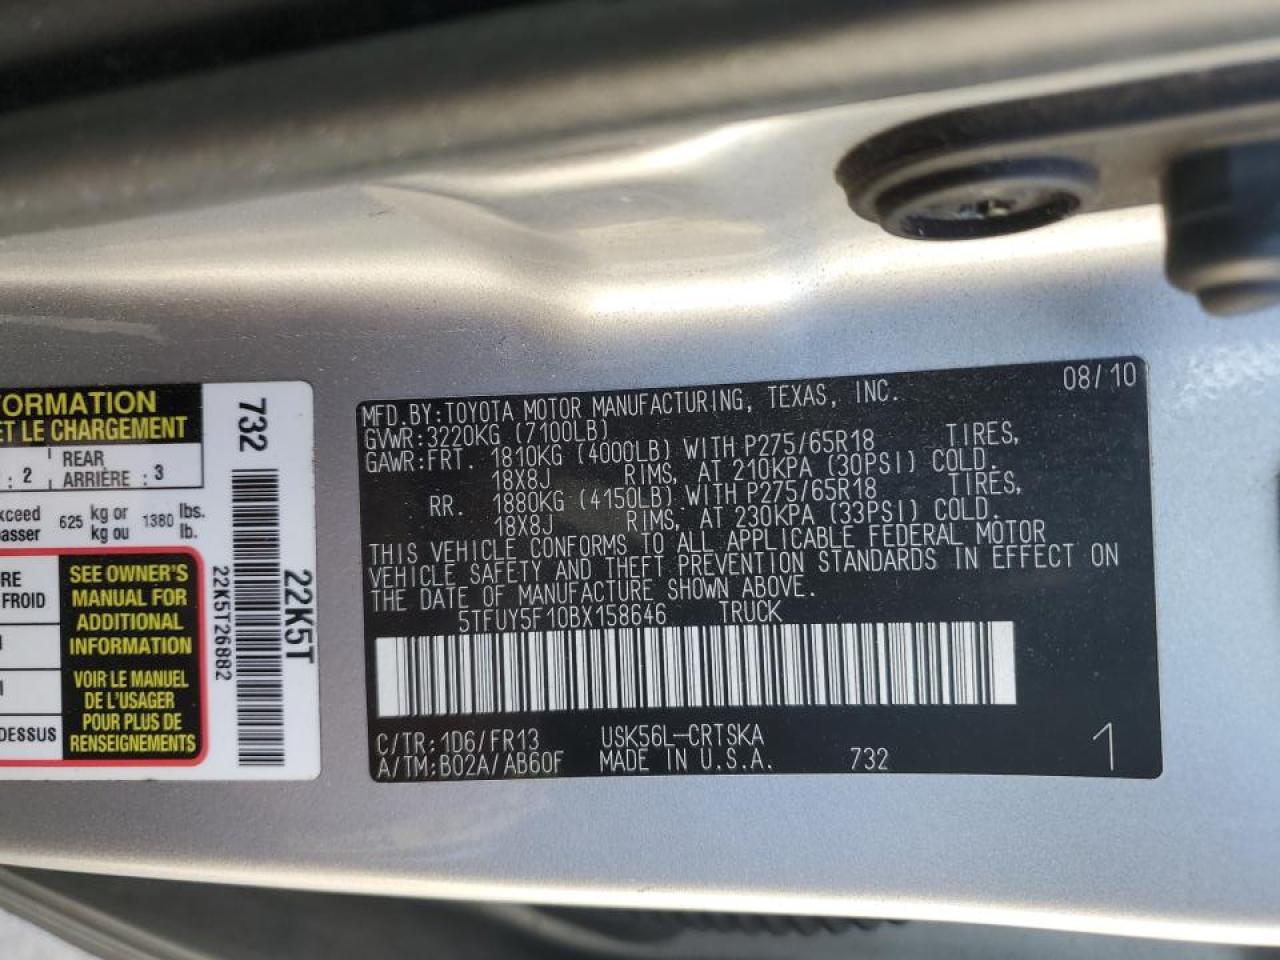 FORMATION
ET LE CHARGEMENT
: 2 REAR ARRIÈRE : 3
exceed
passer
625 kg or kg ou 1380 lbs. lb.
FROID
SEE OWNER'S
MANUAL FOR
ADDITIONAL
INFORMATION
VOIR LE MANUEL
DE L'USAGER
POUR PLUS DE
RENSEIGNEMENTS
DESSUS
732
22K5T26882
22K5T
08/10
MFD.BY:TOYOTA MOTOR MANUFACTURING, TEXAS, INC.
GVWR:3220KG (7100LB)
GAWR:FRT. 1810KG (4000LB) WITH P275/65R18 TIRES,
18X8J RIMS, AT 210KPA (30PSI) COLD.
RR. 1880KG (4150LB) WITH P275/65R18 TIRES,
18X8J RIMS, AT 230KPA (33PSI) COLD.
THIS VEHICLE CONFORMS TO ALL APPLICABLE FEDERAL MOTOR
VEHICLE SAFETY AND THEFT PREVENTION STANDARDS IN EFFECT ON
THE DATE OF MANUFACTURE SHOWN ABOVE.
5TFUY5F10BX158646 TRUCK
C/TR:1D6/FR13 USK56L-CRTSKA
A/TM:B02A/AB60F MADE IN U.S.A. 732 1